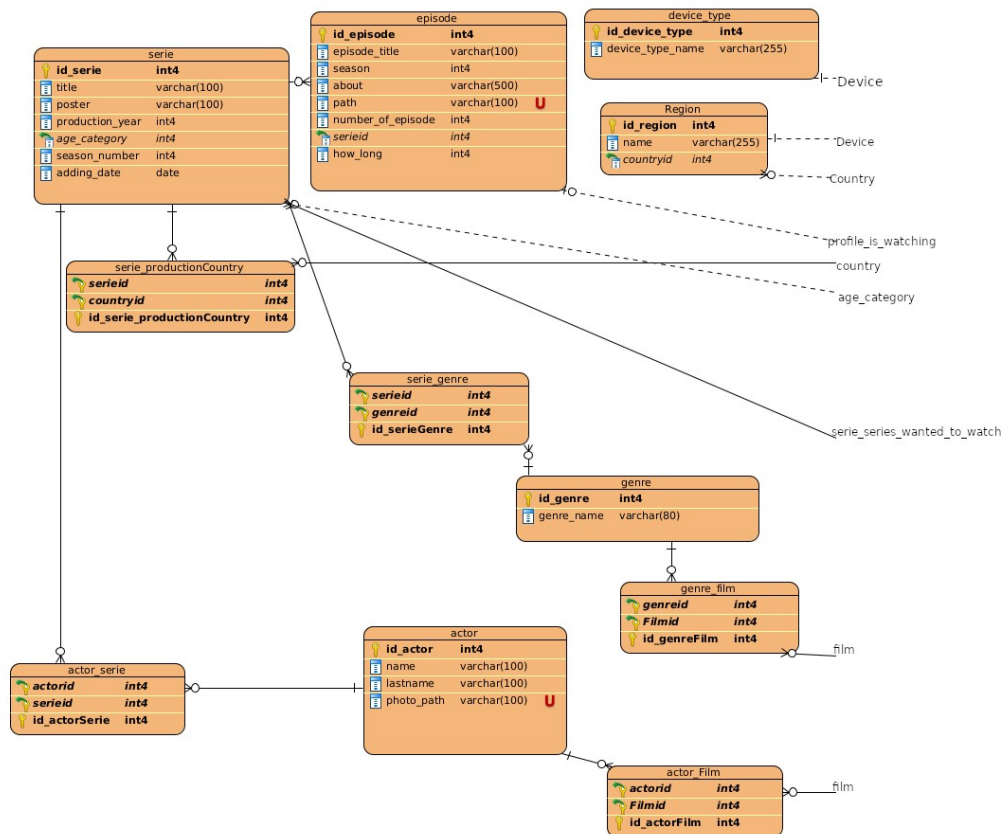 serie
id_serie int4
title varchar(100)
poster varchar(100)
production_year int4
age_category int4
season_number int4
adding_date date
episode
id_episode int4
episode_title varchar(100)
season int4
about varchar(500)
path varchar(100) U
number_of_episode int4
serieid int4
how_long int4
device_type
id_device_type int4
device_type_name varchar(255)
Device
Region
id_region int4
name varchar(255)
countryid int4
Device
Country
profile_is_watching
country
age_category
serie_series_wanted_to_watch
serie_productionCountry
serieid int4
countryid int4
id_serie_productionCountry int4
serie_genre
serieid int4
genreid int4
id_serieGenre int4
genre
id_genre int4
genre_name varchar(80)
genre_film
genreid int4
Filmid int4
id_genreFilm int4
film
actor
id_actor int4
name varchar(100)
lastname varchar(100)
photo_path varchar(100) U
actor_serie
actorid int4
serieid int4
id_actorSerie int4
actor_Film
actorid int4
Filmid int4
id_actorFilm int4
film